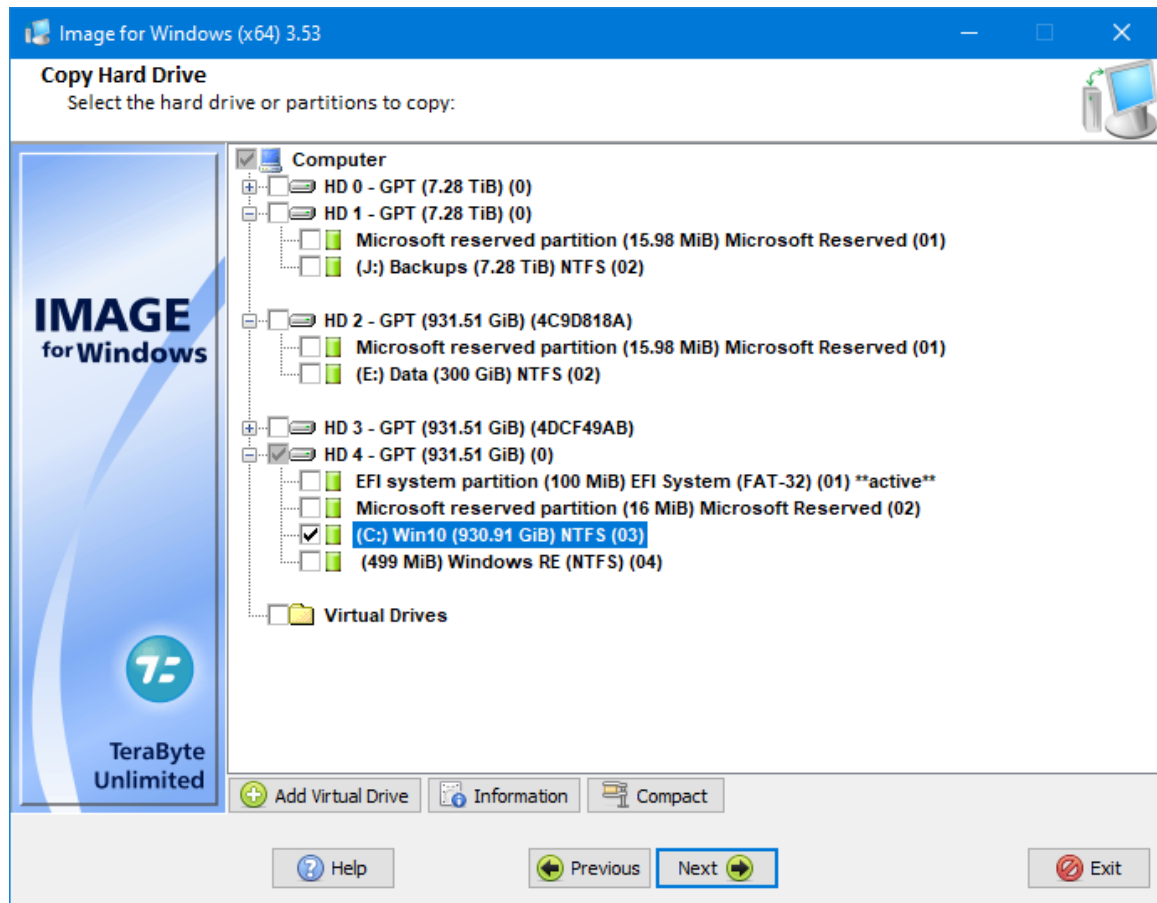 Image for Windows (x64) 3.53
Copy Hard Drive
Select the hard drive or partitions to copy:
Computer
HD 0 - GPT (7.28 TiB) (0)
HD 1 - GPT (7.28 TiB) (0)
Microsoft reserved partition (15.98 MiB) Microsoft Reserved (01)
(J:) Backups (7.28 TiB) NTFS (02)
HD 2 - GPT (931.51 GiB) (4C9D818A)
Microsoft reserved partition (15.98 MiB) Microsoft Reserved (01)
(E:) Data (300 GiB) NTFS (02)
HD 3 - GPT (931.51 GiB) (4DCF49AB)
HD 4 - GPT (931.51 GiB) (0)
EFI system partition (100 MiB) EFI System (FAT-32) (01) **active**
Microsoft reserved partition (16 MiB) Microsoft Reserved (02)
(C:) Win10 (930.91 GiB) NTFS (03)
(499 MiB) Windows RE (NTFS) (04)
Virtual Drives
IMAGE
for Windows
TeraByte
Unlimited
Add Virtual Drive Information Compact
Help Previous Next Exit